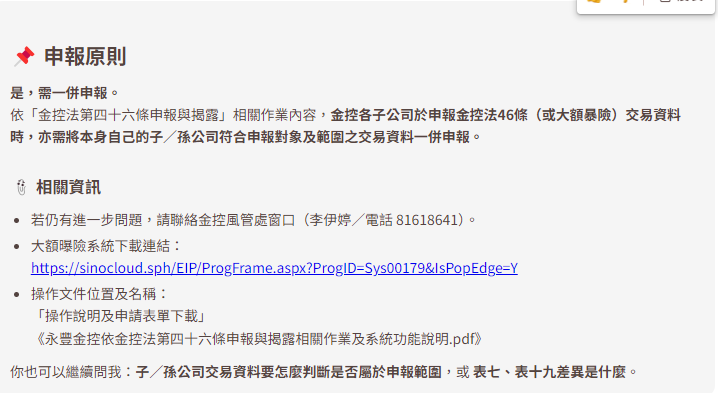 申報原則
是，需一併申報。
依「金控法第四十六條申報與揭露」相關作業內容，金控各子公司於申報金控法46條（或大額暴險）交易資料
時，亦需將本身自己的子／孫公司符合申報對象及範圍之交易資料一併申報。
相關資訊
• 若仍有進一步問題，請聯絡金控風管處窗口（李伊婷／電話 81618641）。
• 大額曝險系統下載連結：
https://sinocloud.sph/EIP/ProgFrame.aspx?ProgID=Sys00179&IsPopEdge=Y
• 操作文件位置及名稱：
「操作說明及申請表單下載」
《永豐金控依金控法第四十六條申報與揭露相關作業及系統功能說明.pdf》
你也可以繼續問我：子／孫公司交易資料要怎麼判斷是否屬於申報範圍，或 表七、表十九差異是什麼。